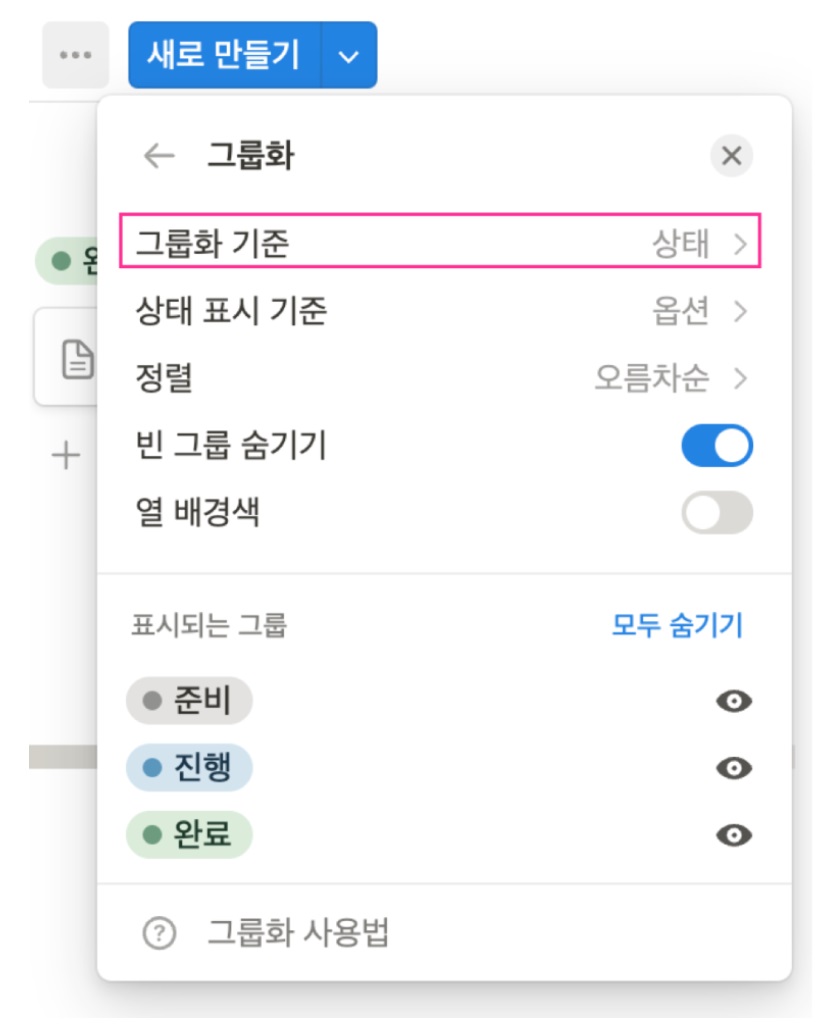 새로 만들기
그룹화
그룹화 기준 상태
상태 표시 기준 옵션
정렬 오름차순
빈 그룹 숨기기
열 배경색
표시되는 그룹 모두 숨기기
준비
진행
완료
? 그룹화 사용법